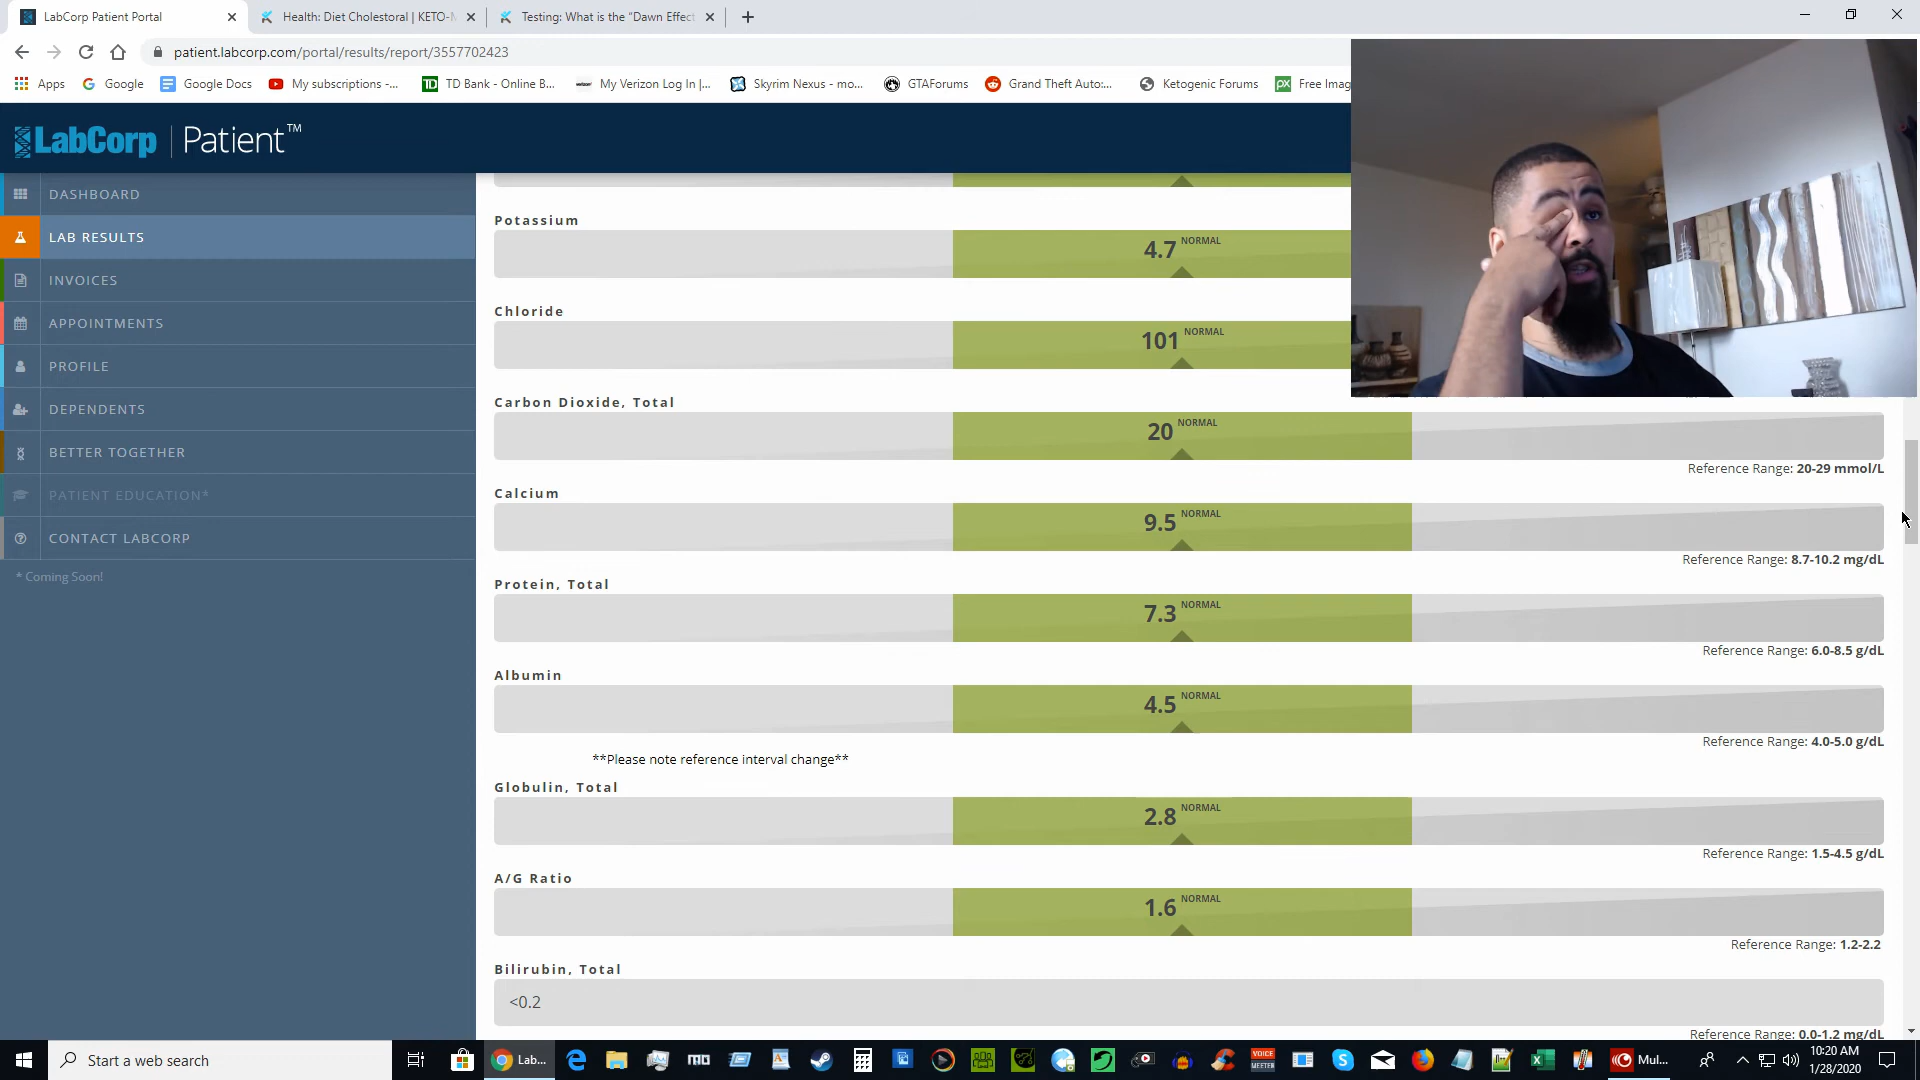 LabCorp Patient Portal
Health: Diet Cholestoral | KETO-M
Testing: What is the "Dawn Effect
patient.labcorp.com/portal/results/report/3557702423
Apps
Google
Google Docs
My subscriptions -...
TD Bank - Online B...
My Verizon Log In |...
Skyrim Nexus - mo...
GTAForums
Grand Theft Auto:...
Ketogenic Forums
Free Imag
LabCorp | Patient™
DASHBOARD
LAB RESULTS
INVOICES
APPOINTMENTS
PROFILE
DEPENDENTS
BETTER TOGETHER
PATIENT EDUCATION*
CONTACT LABCORP
* Coming Soon!
Potassium
4.7 NORMAL
Chloride
101 NORMAL
Carbon Dioxide, Total
20 NORMAL
Reference Range: 20-29 mmol/L
Calcium
9.5 NORMAL
Reference Range: 8.7-10.2 mg/dL
Protein, Total
7.3 NORMAL
Reference Range: 6.0-8.5 g/dL
Albumin
4.5 NORMAL
Reference Range: 4.0-5.0 g/dL
**Please note reference interval change**
Globulin, Total
2.8 NORMAL
Reference Range: 1.5-4.5 g/dL
A/G Ratio
1.6 NORMAL
Reference Range: 1.2-2.2
Bilirubin, Total
<0.2
Reference Range: 0.0-1.2 mg/dL
Start a web search
Lab...
VOICE
MEETER
Mul...
10:20 AM
1/28/2020